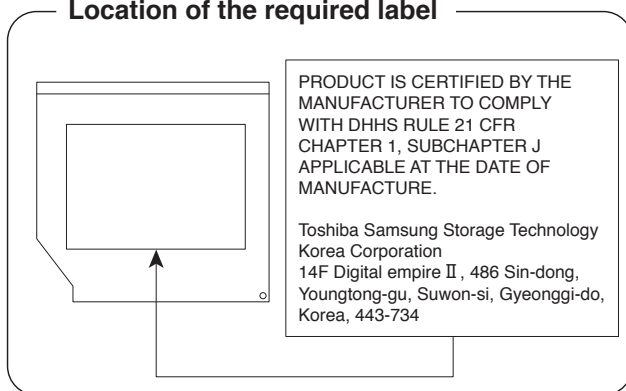 Location of the required label
PRODUCT IS CERTIFIED BY THE
MANUFACTURER TO COMPLY
WITH DHHS RULE 21 CFR
CHAPTER 1, SUBCHAPTER J
APPLICABLE AT THE DATE OF
MANUFACTURE.
Toshiba Samsung Storage Technology
Korea Corporation
14F Digital empire Ⅱ, 486 Sin-dong,
Youngtong-gu, Suwon-si, Gyeonggi-do,
Korea, 443-734